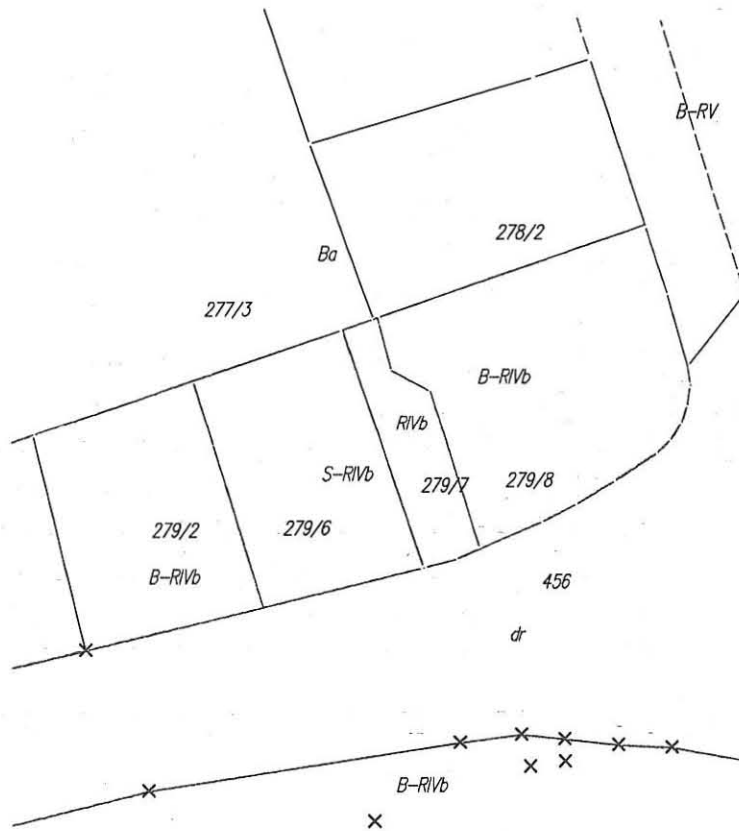 B-RV
278/2
Ba
277/3
B-RIVb
RIVb
S-RIVb
279/7
279/8
279/2
279/6
B-RIVb
456
dr
B-RIVb